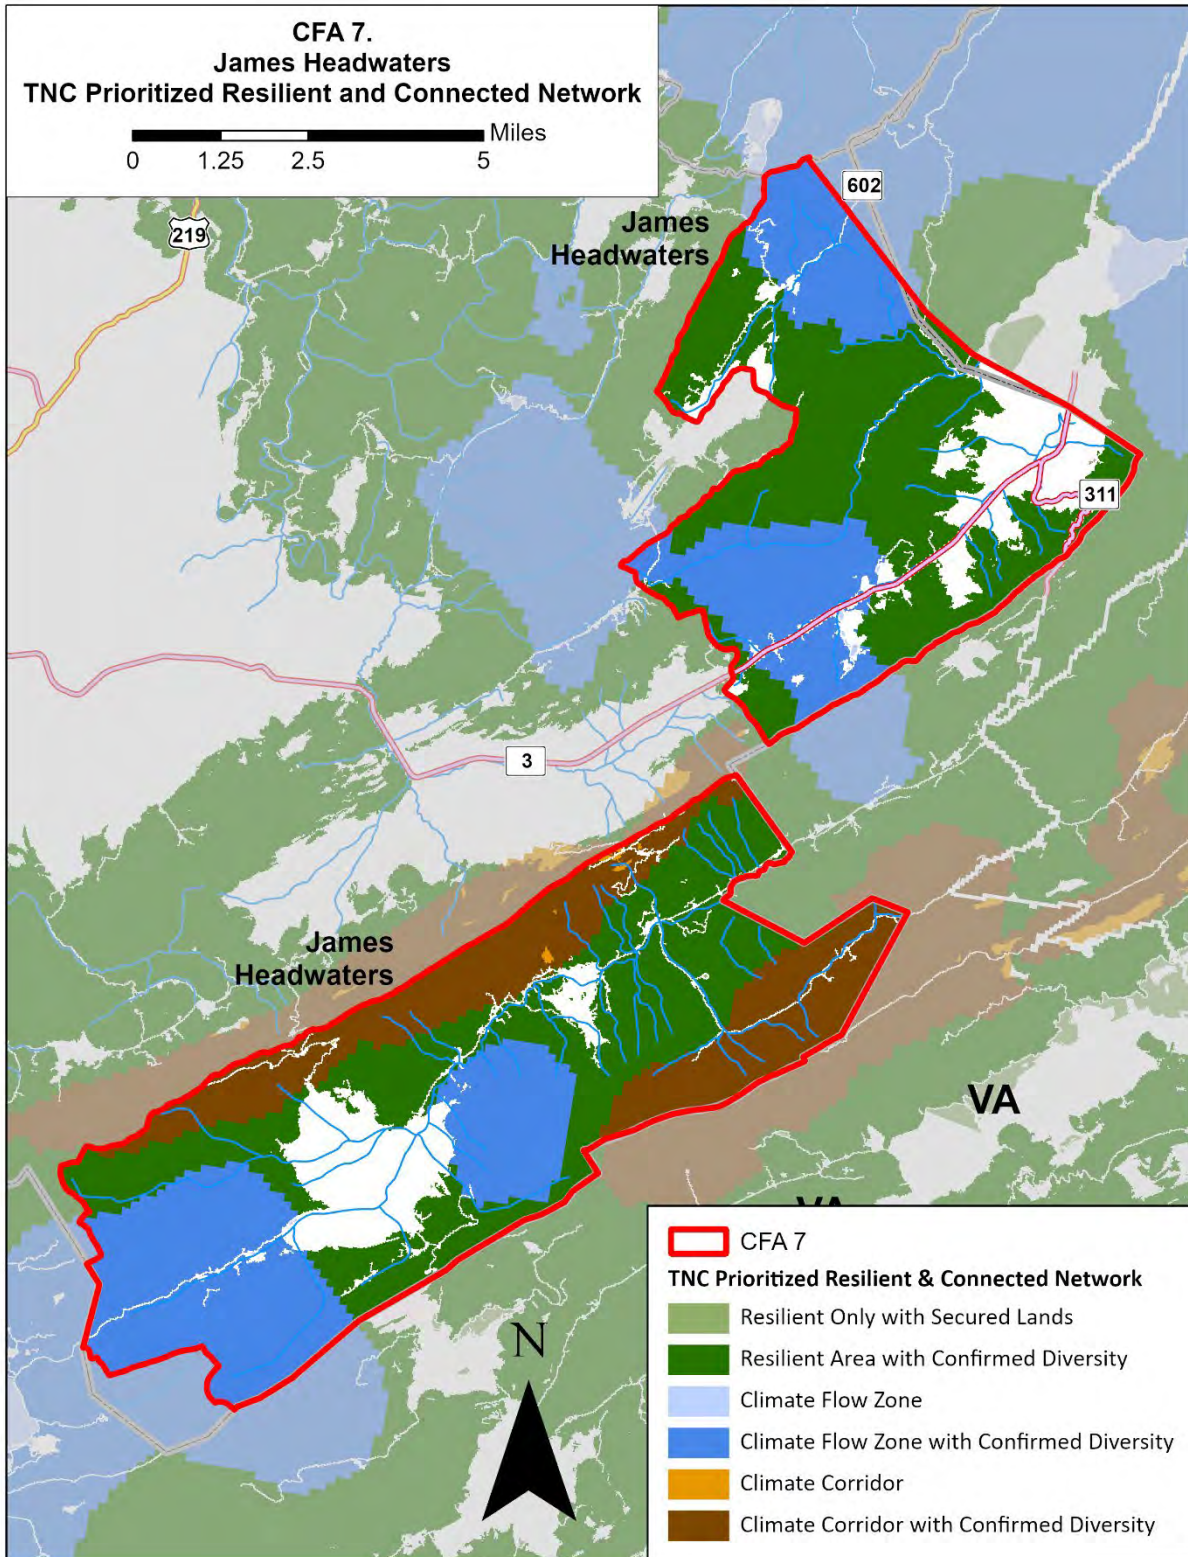 CFA 7.
James Headwaters
TNC Prioritized Resilient and Connected Network
Miles
0 1.25 2.5 5
219
602
James
Headwaters
311
3
James
Headwaters
VA
VA
CFA 7
TNC Prioritized Resilient & Connected Network
Resilient Only with Secured Lands
Resilient Area with Confirmed Diversity
Climate Flow Zone
Climate Flow Zone with Confirmed Diversity
Climate Corridor
Climate Corridor with Confirmed Diversity
N